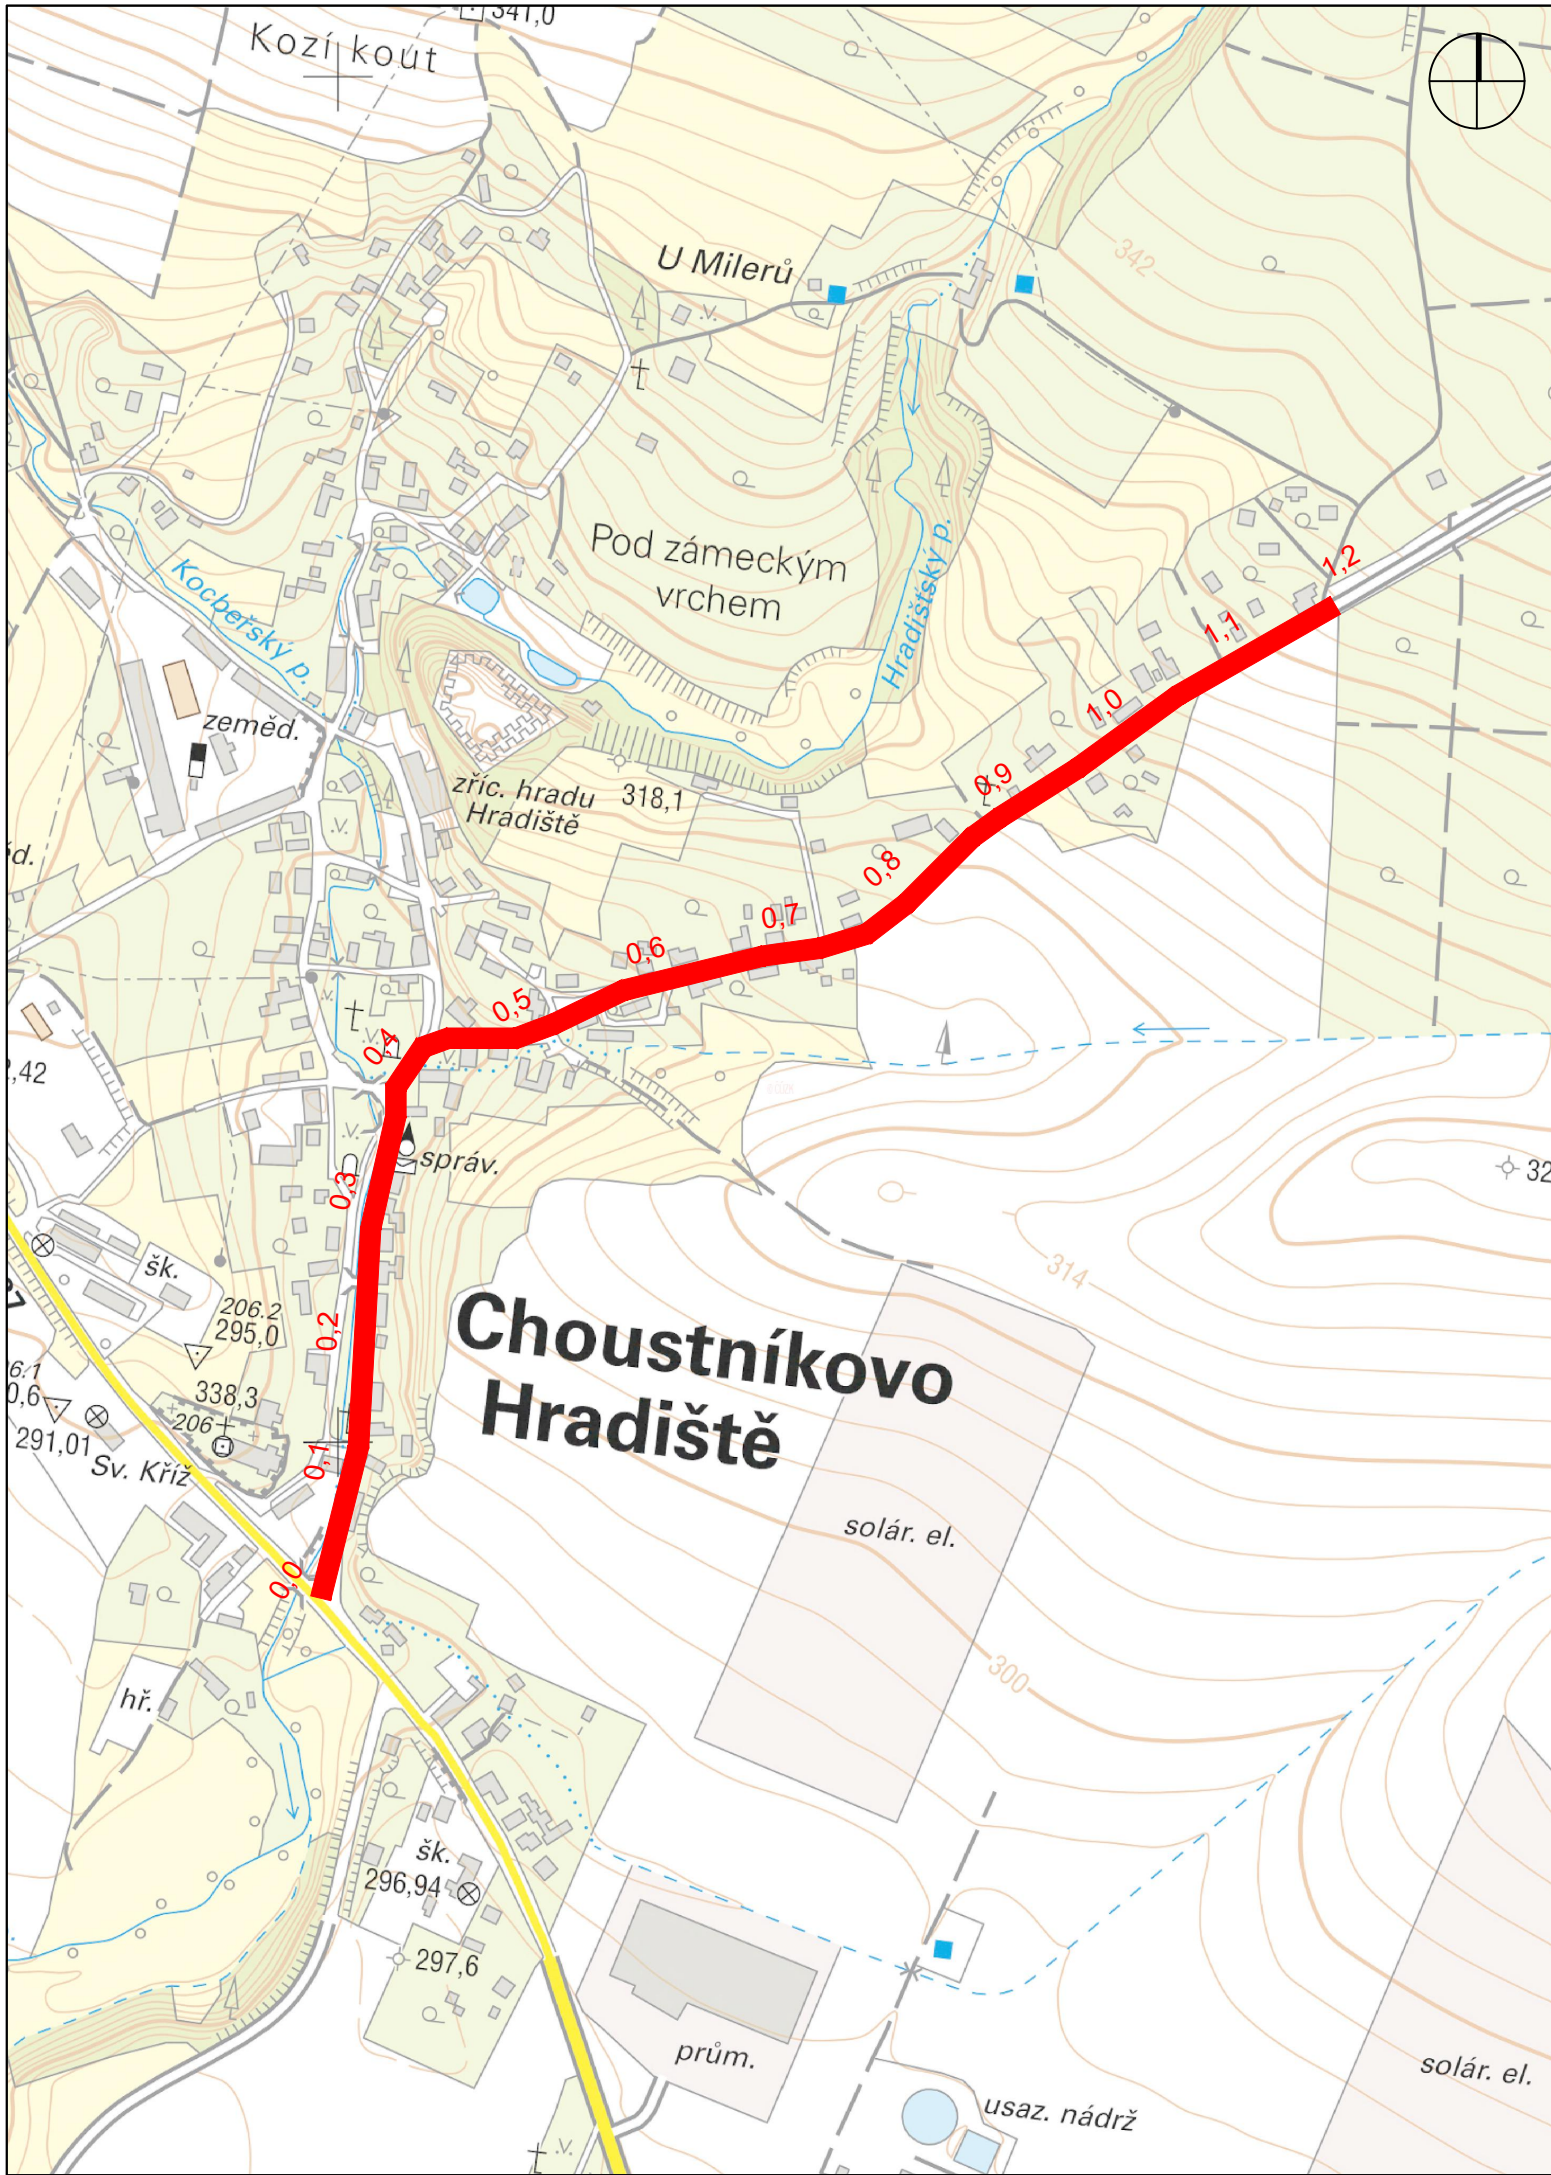 341,0
Kozí kout
342
U Milerů
Pod zámeckým
vrchem
Hradištský p.
Kocbeřský p.
zeměd.
zříc. hradu
Hradiště
318,1
1,2
1,1
1,0
0,9
0,8
0,7
0,6
0,5
0,4
0,3
0,2
0,1
0,0
správ.
šk.
206.2
295,0
338,3
206
291,01
Sv. Kříž
314
Choustníkovo
Hradiště
solár. el.
300
hř.
šk.
296,94
297,6
prům.
usaz. nádrž
solár. el.